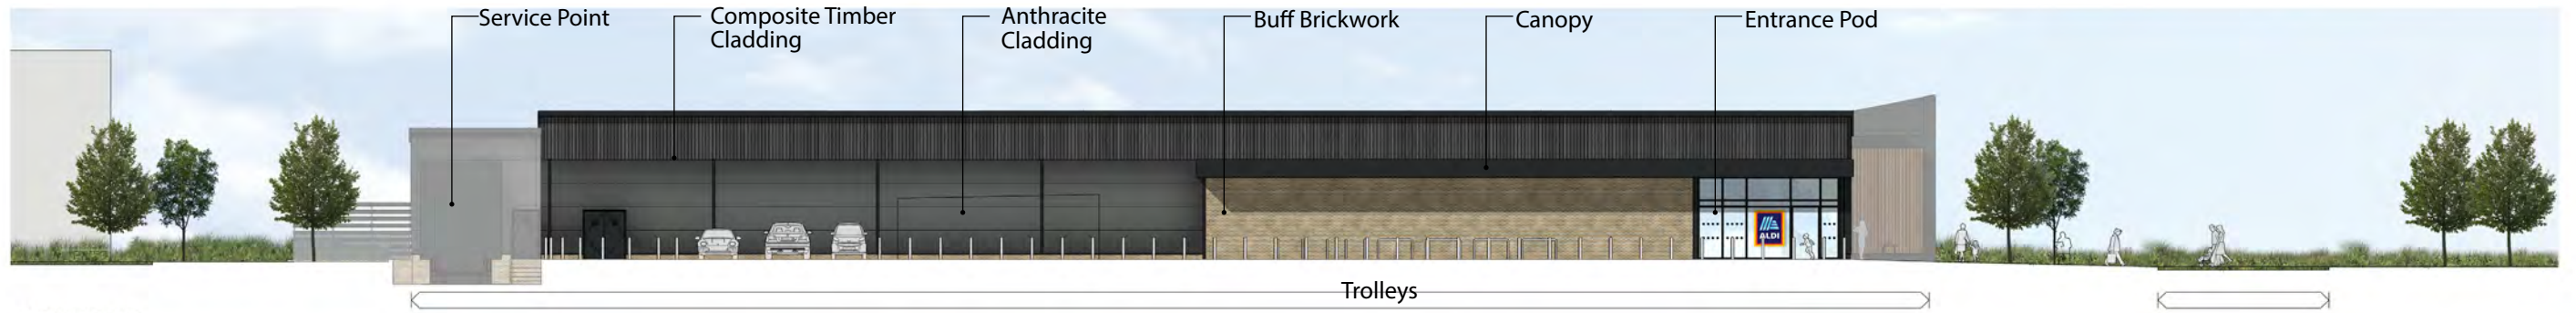 Service Point
Composite Timber
Cladding
Anthracite
Cladding
Buff Brickwork
Canopy
Entrance Pod
ALDI
Trolleys